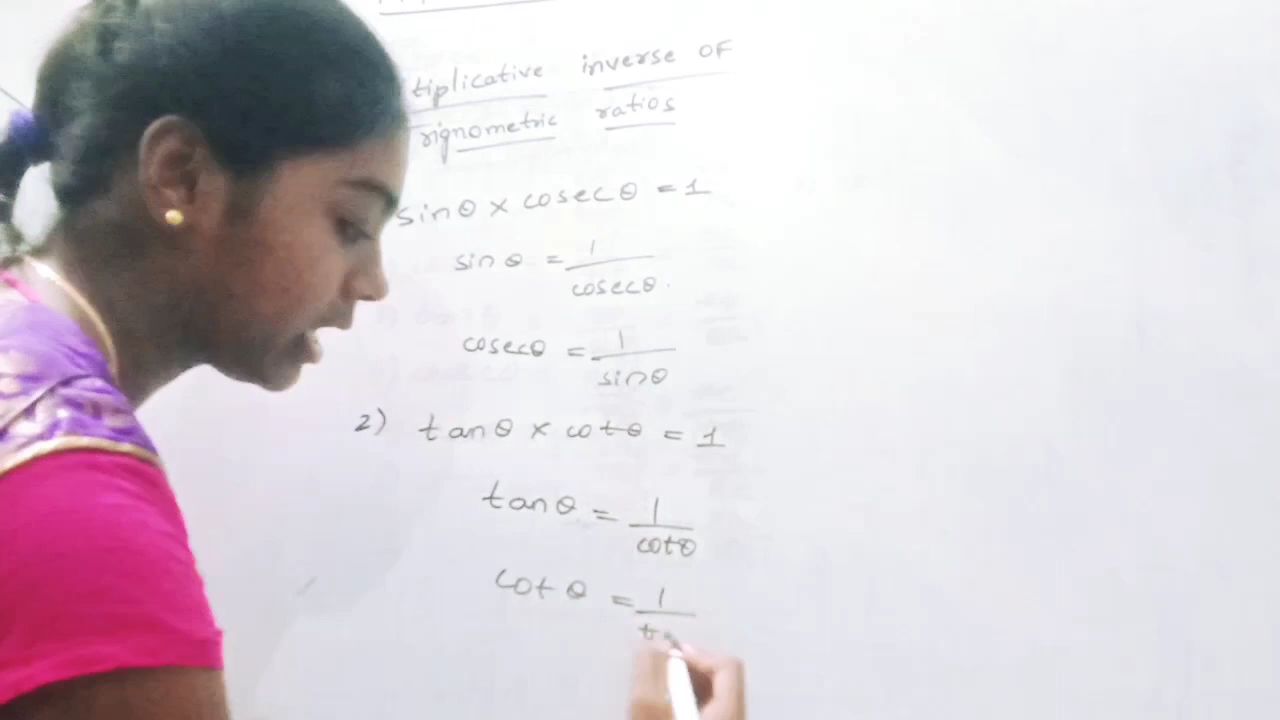 tiplicative inverse OF
rignometric ratios
sinθ × cosecθ = 1
sinθ = 1/cosecθ.
cosecθ = 1/sinθ
2) tanθ × cotθ = 1
tanθ = 1/cotθ
cotθ = 1/t